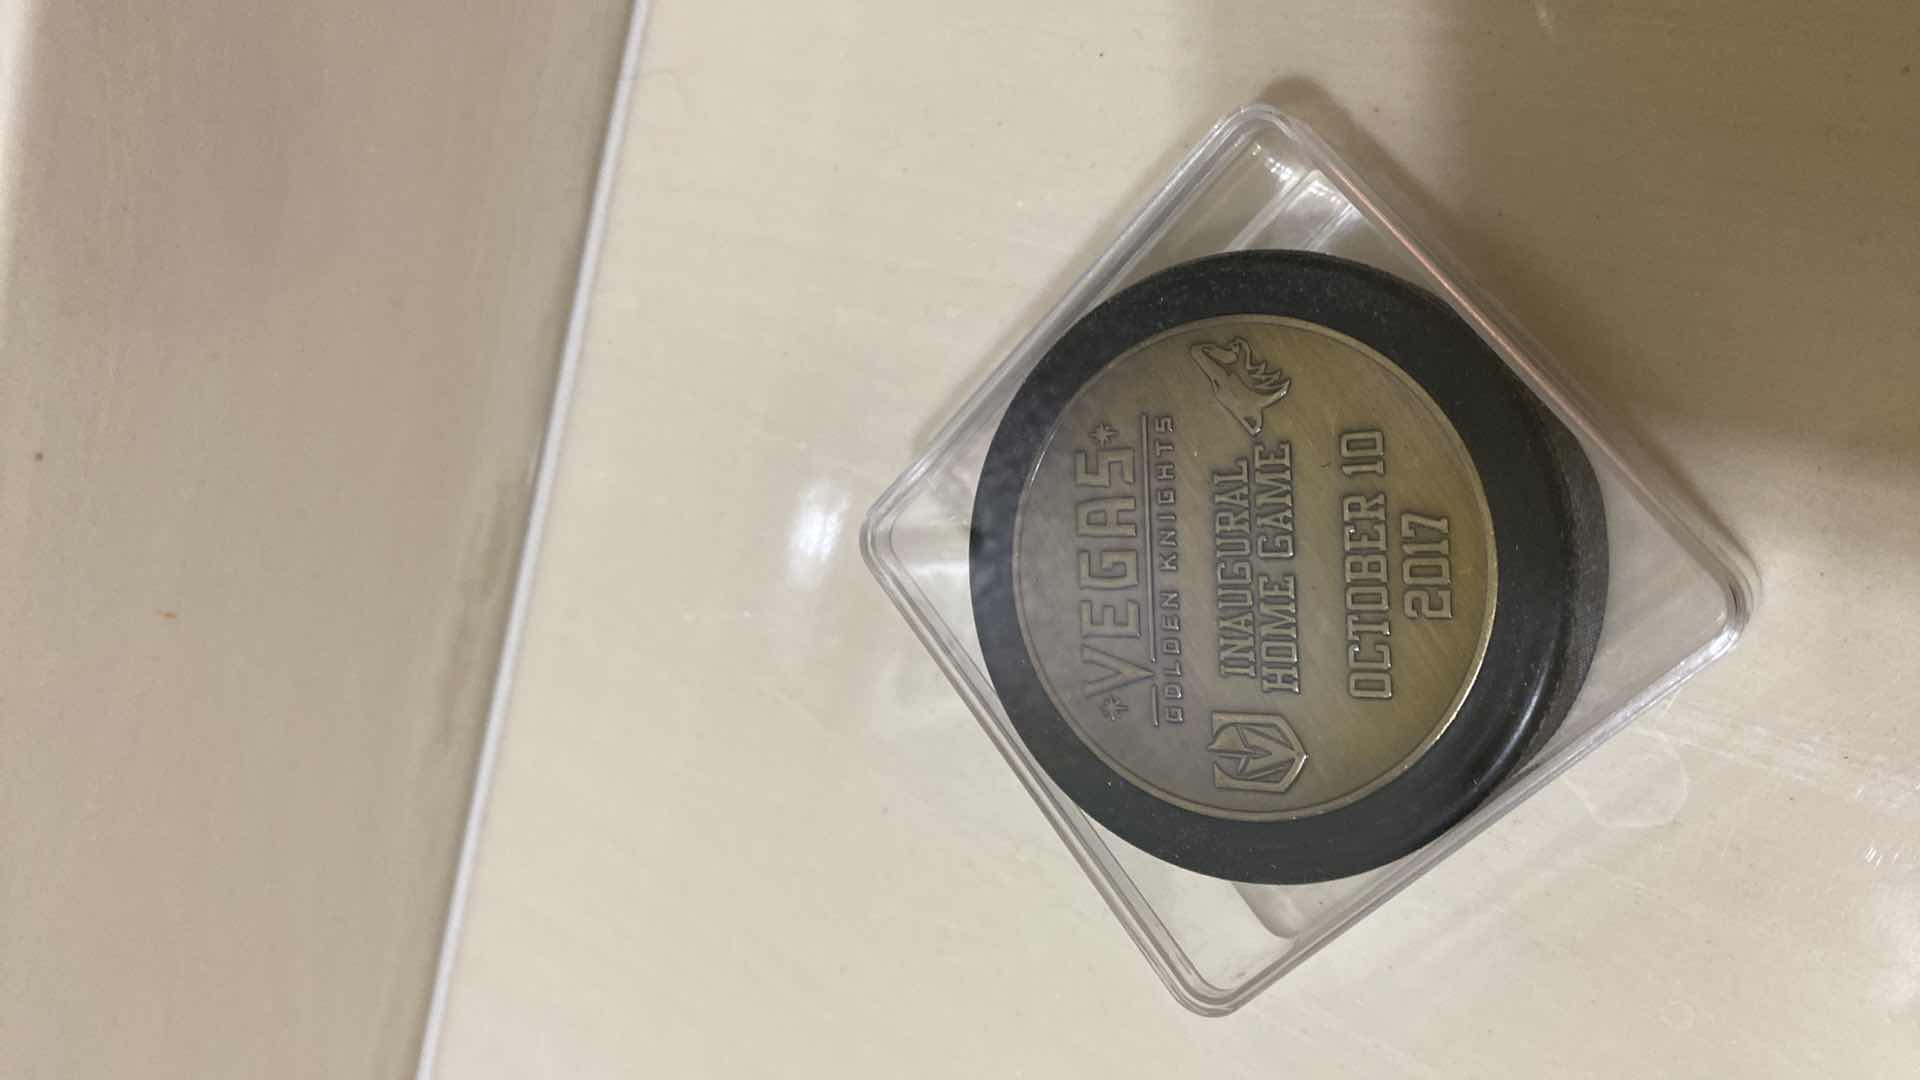 VEGAS
GOLDEN KNIGHTS
INAUGURAL
HOME GAME
OCTOBER 10
2017